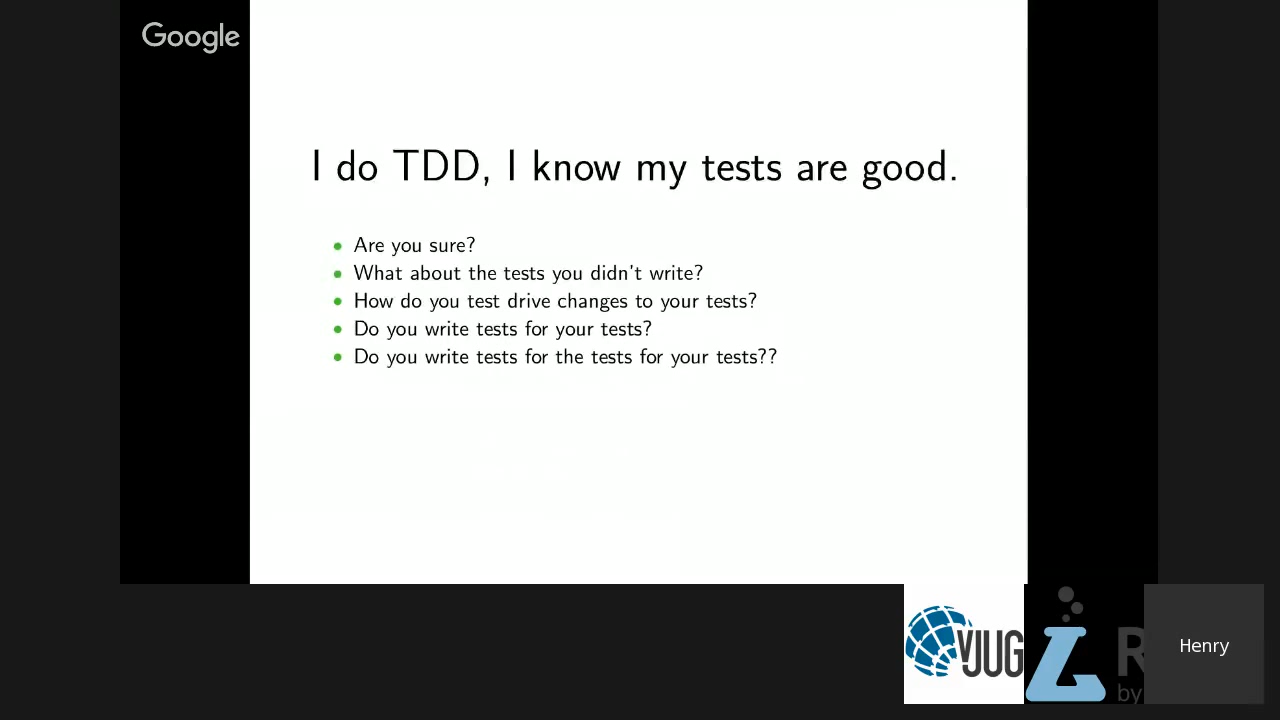 Google
I do TDD, I know my tests are good.
Are you sure?
What about the tests you didn't write?
How do you test drive changes to your tests?
Do you write tests for your tests?
Do you write tests for the tests for your tests??
vJUG
R
by
Henry